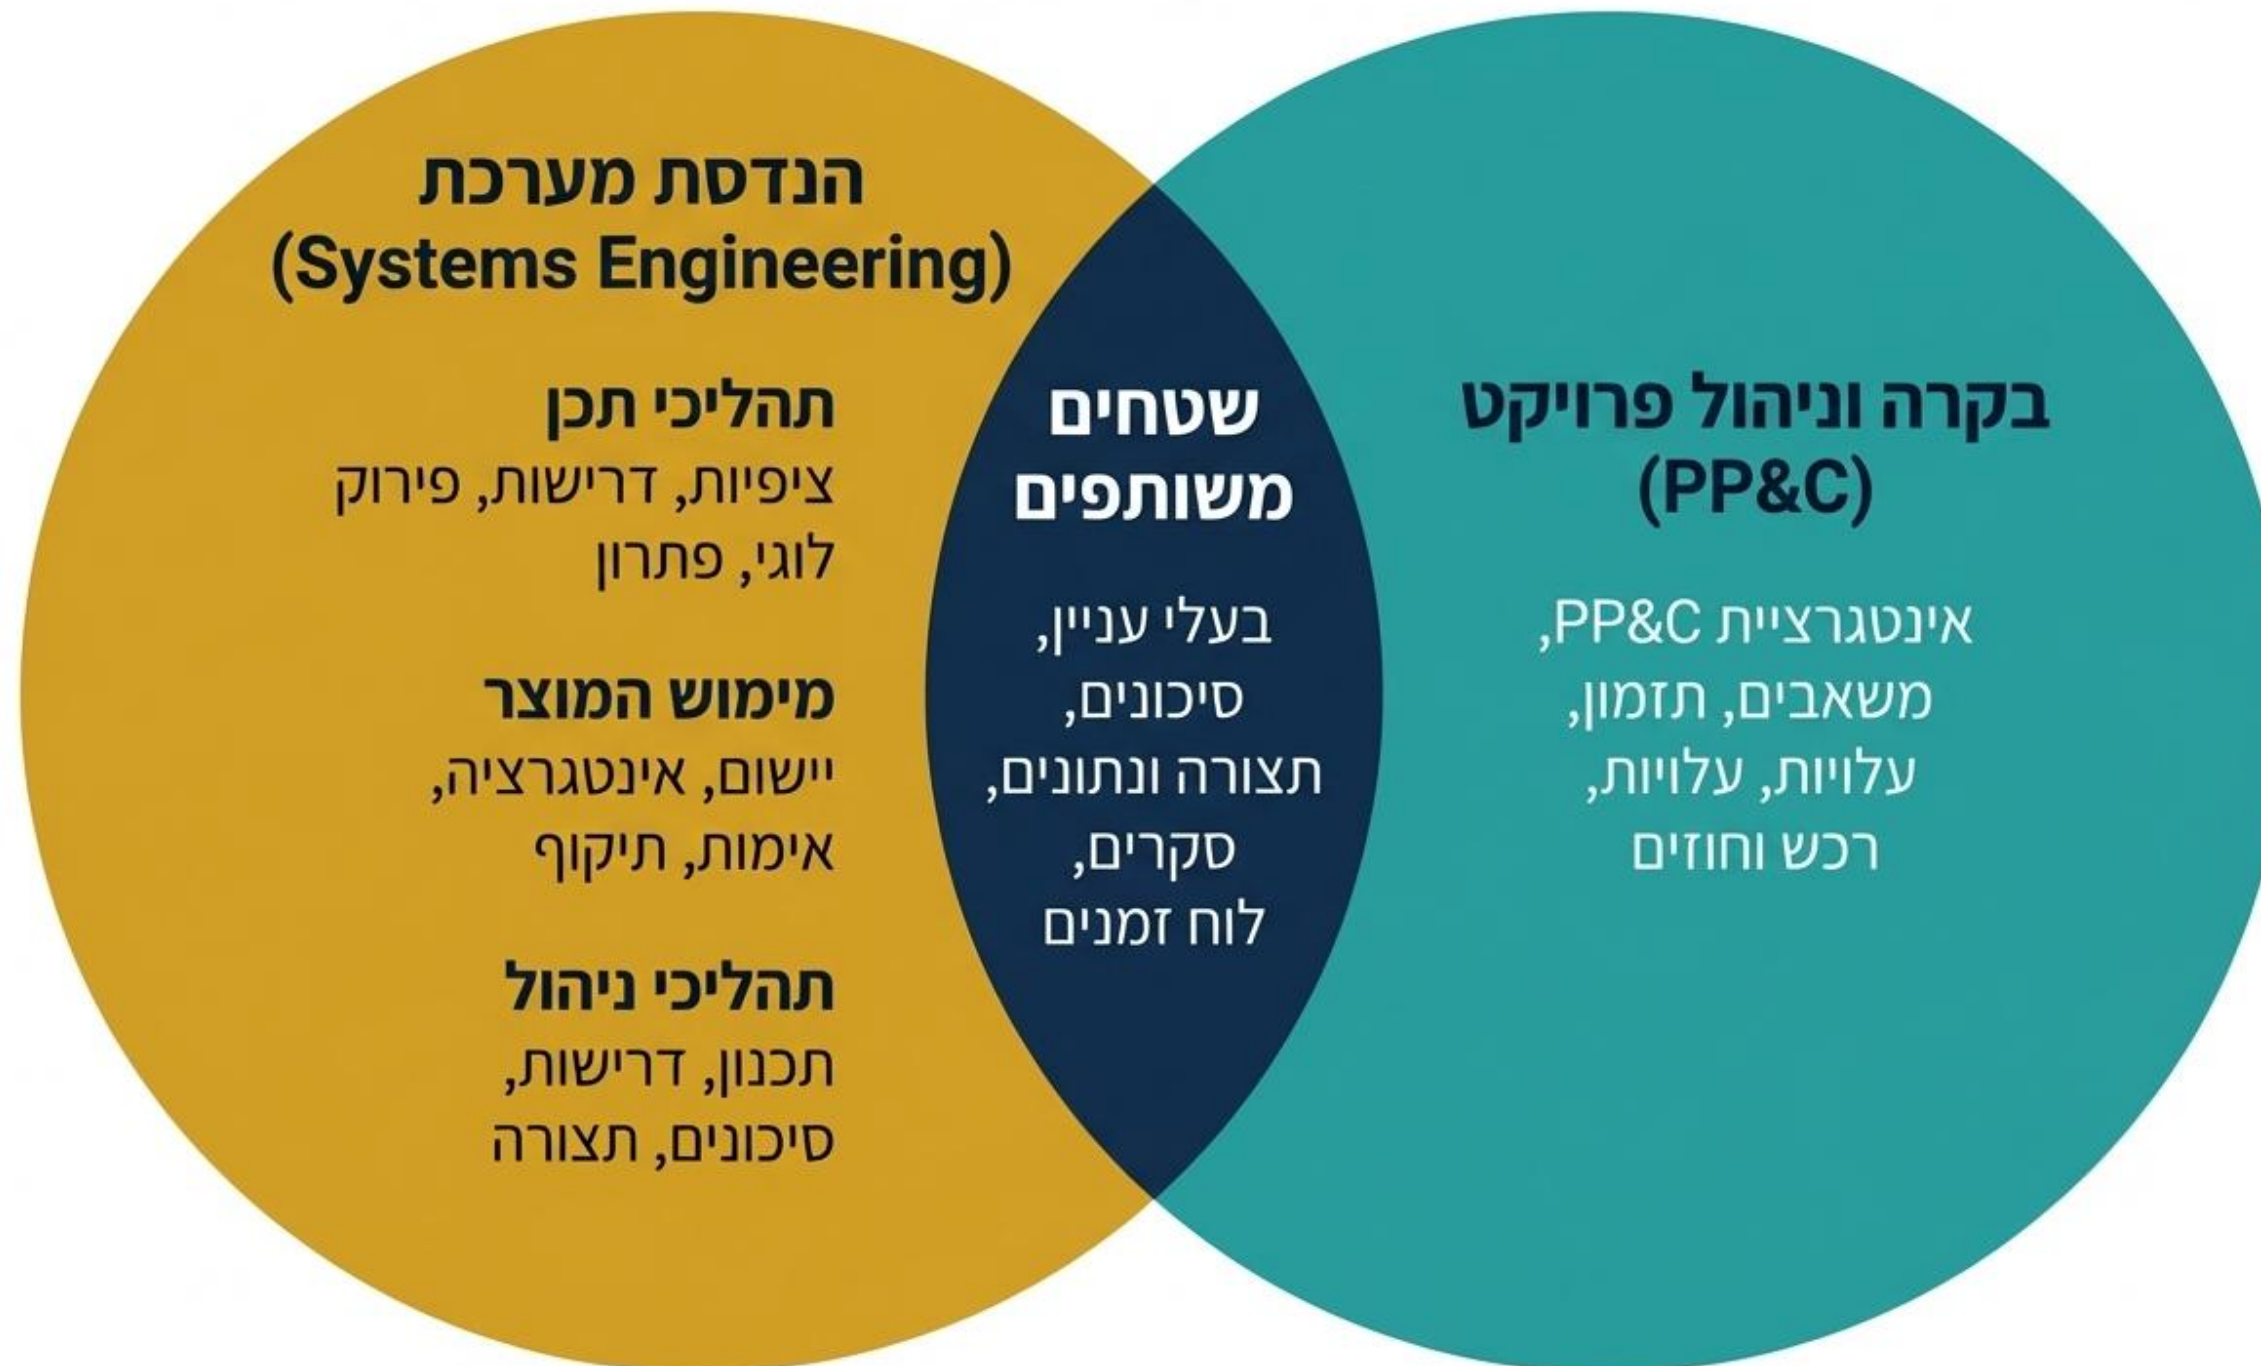 הנדסת מערכת
(Systems Engineering)
תהליכי תכן
ציפיות, דרישות, פירוק
לוגי, פתרון
מימוש המוצר
יישום, אינטגרציה,
אימות, תיקוף
תהליכי ניהול
תכנון, דרישות,
סיכונים, תצורה
שטחים
משותפים
בעלי עניין,
סיכונים,
תצורה ונתונים,
סקרים,
לוח זמנים
בקרה וניהול פרויקט
(PP&C)
אינטגרציית PP&C,
משאבים, תזמון,
עלויות, עלויות,
רכש וחוזים